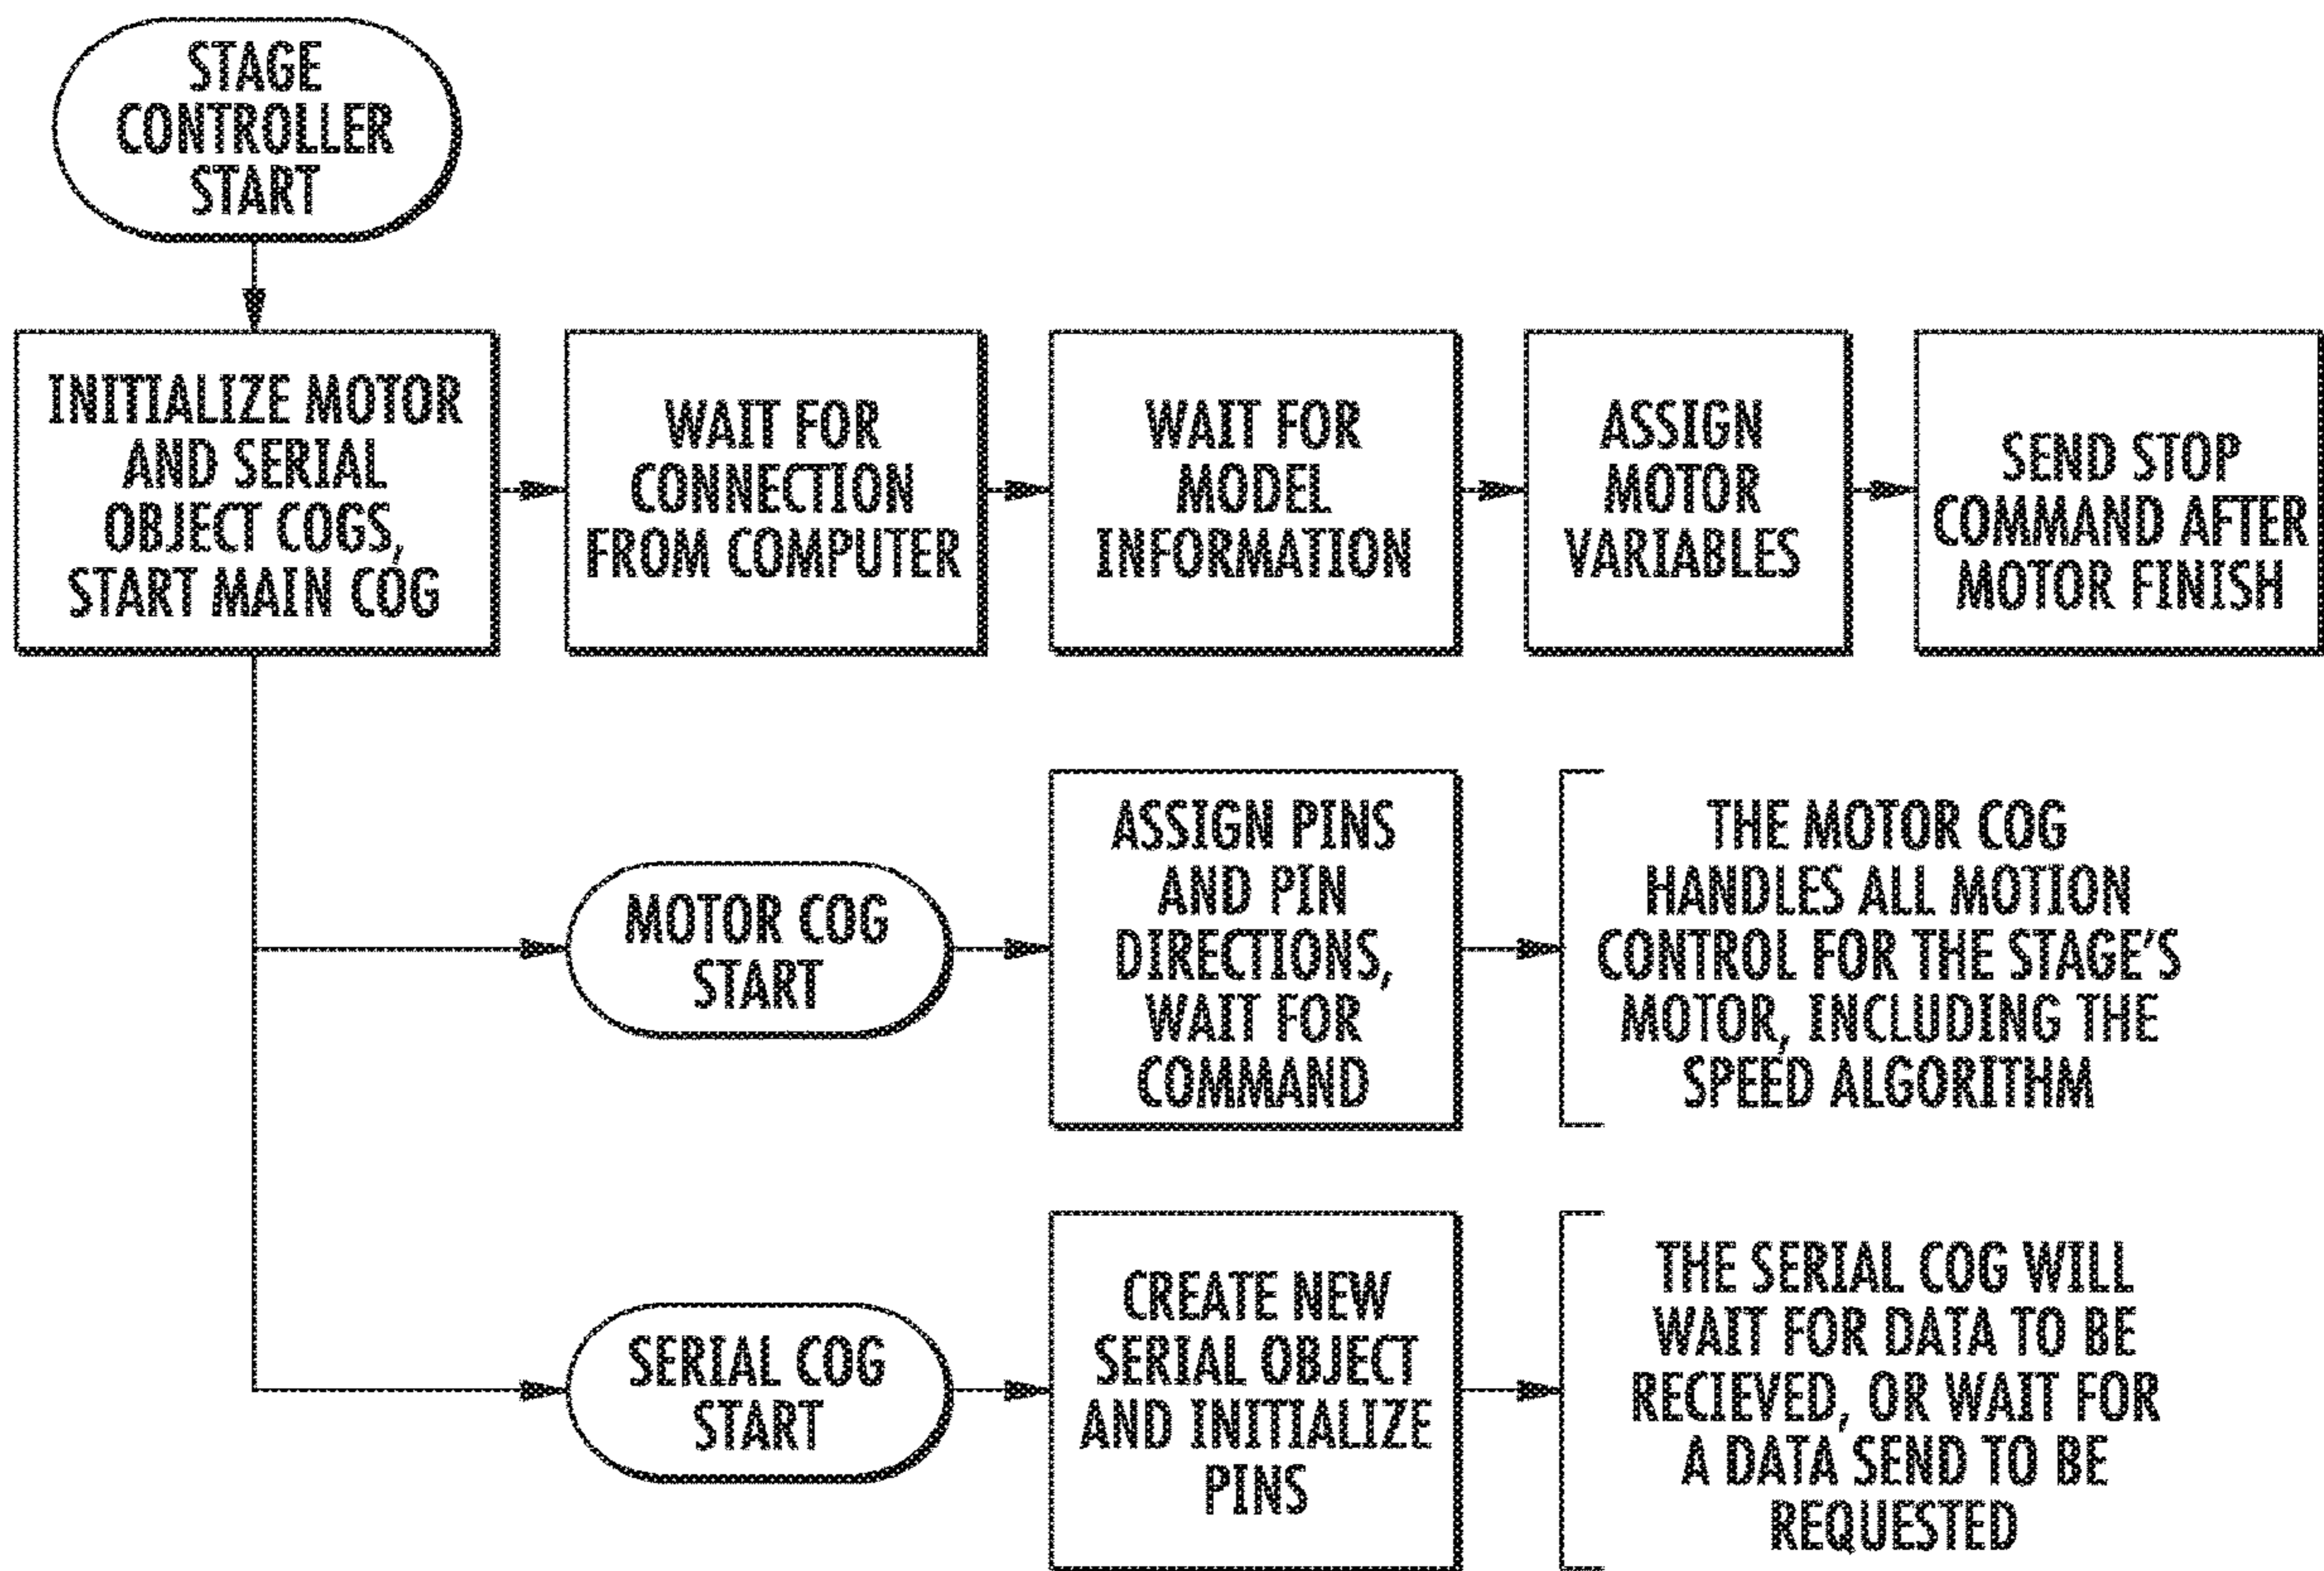 STAGE
CONTROLLER
START
INITIALIZE MOTOR
AND SERIAL
OBJECT COGS,
START MAIN COG
WAIT FOR
CONNECTION
FROM COMPUTER
WAIT FOR
MODEL
INFORMATION
ASSIGN
MOTOR
VARIABLES
SEND STOP
COMMAND AFTER
MOTOR FINISH
MOTOR COG
START
ASSIGN PINS
AND PIN
DIRECTIONS,
WAIT FOR
COMMAND
THE MOTOR COG
HANDLES ALL MOTION
CONTROL FOR THE STAGE'S
MOTOR, INCLUDING THE
SPEED ALGORITHM
SERIAL COG
START
CREATE NEW
SERIAL OBJECT
AND INITIALIZE
PINS
THE SERIAL COG WILL
WAIT FOR DATA TO BE
RECIEVED, OR WAIT FOR
A DATA SEND TO BE
REQUESTED